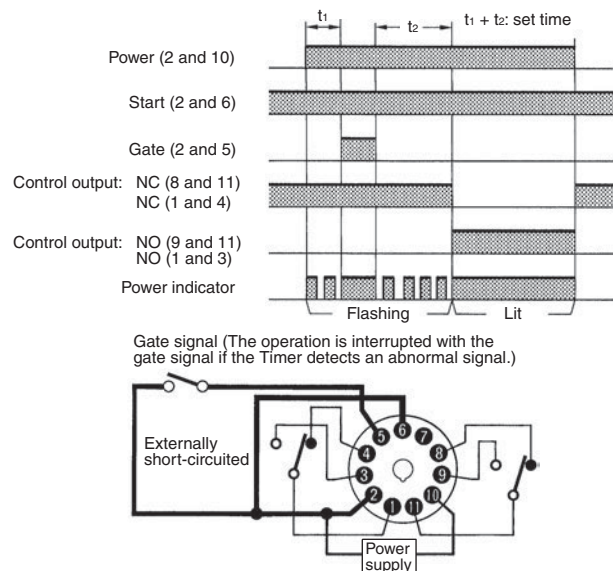 t1 t2 t1 + t2: set time
Power (2 and 10)
Start (2 and 6)
Gate (2 and 5)
Control output: NC (8 and 11)
NC (1 and 4)
Control output: NO (9 and 11)
NO (1 and 3)
Power indicator
Flashing Lit
Gate signal (The operation is interrupted with the
gate signal if the Timer detects an abnormal signal.)
Externally
short-circuited
5 6 7
4 8
3 9
2 10
1 11
Power
supply